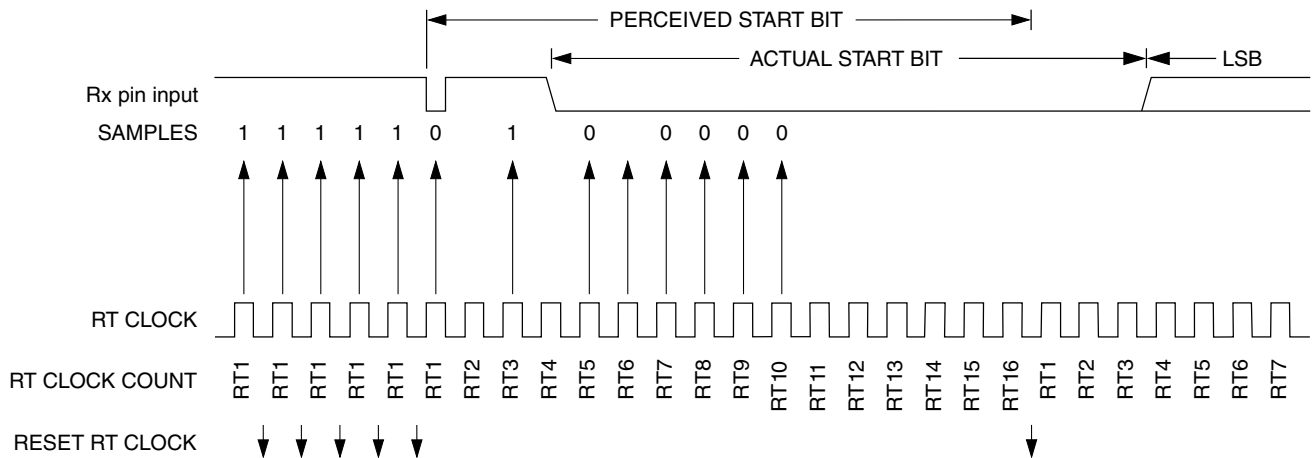 PERCEIVED START BIT
ACTUAL START BIT
LSB
Rx pin input
SAMPLES 1 1 1 1 1 0 1 0 0 0 0 0
RT CLOCK
RT CLOCK COUNT RT1 RT1 RT1 RT1 RT1 RT1 RT2 RT3 RT4 RT5 RT6 RT7 RT8 RT9 RT10 RT11 RT12 RT13 RT14 RT15 RT16 RT1 RT2 RT3 RT4 RT5 RT6 RT7
RESET RT CLOCK